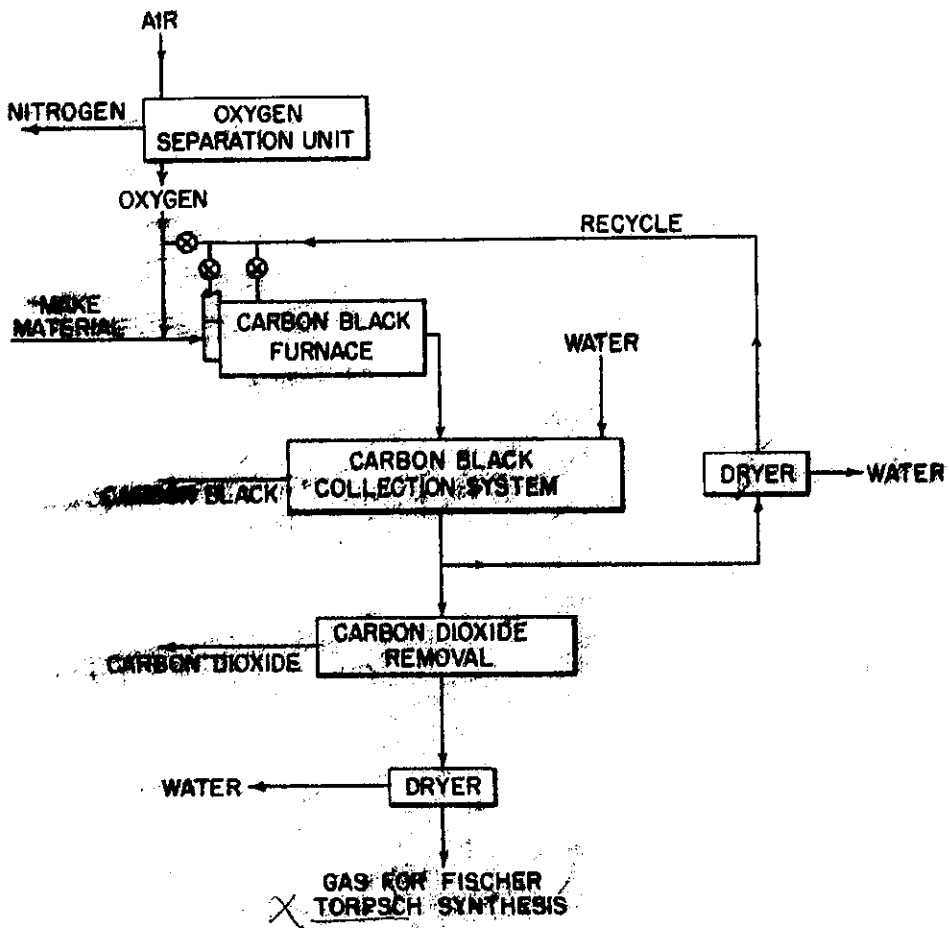 AIR
NITROGEN
OXYGEN
SEPARATION UNIT
OXYGEN
RECYCLE
MAKE
MATERIAL
CARBON BLACK
FURNACE
WATER
CARBON BLACK
COLLECTION SYSTEM
CARBON BLACK
DRYER
WATER
CARBON DIOXIDE
REMOVAL
CARBON DIOXIDE
WATER
DRYER
GAS FOR FISCHER
X TORPSCH SYNTHESIS